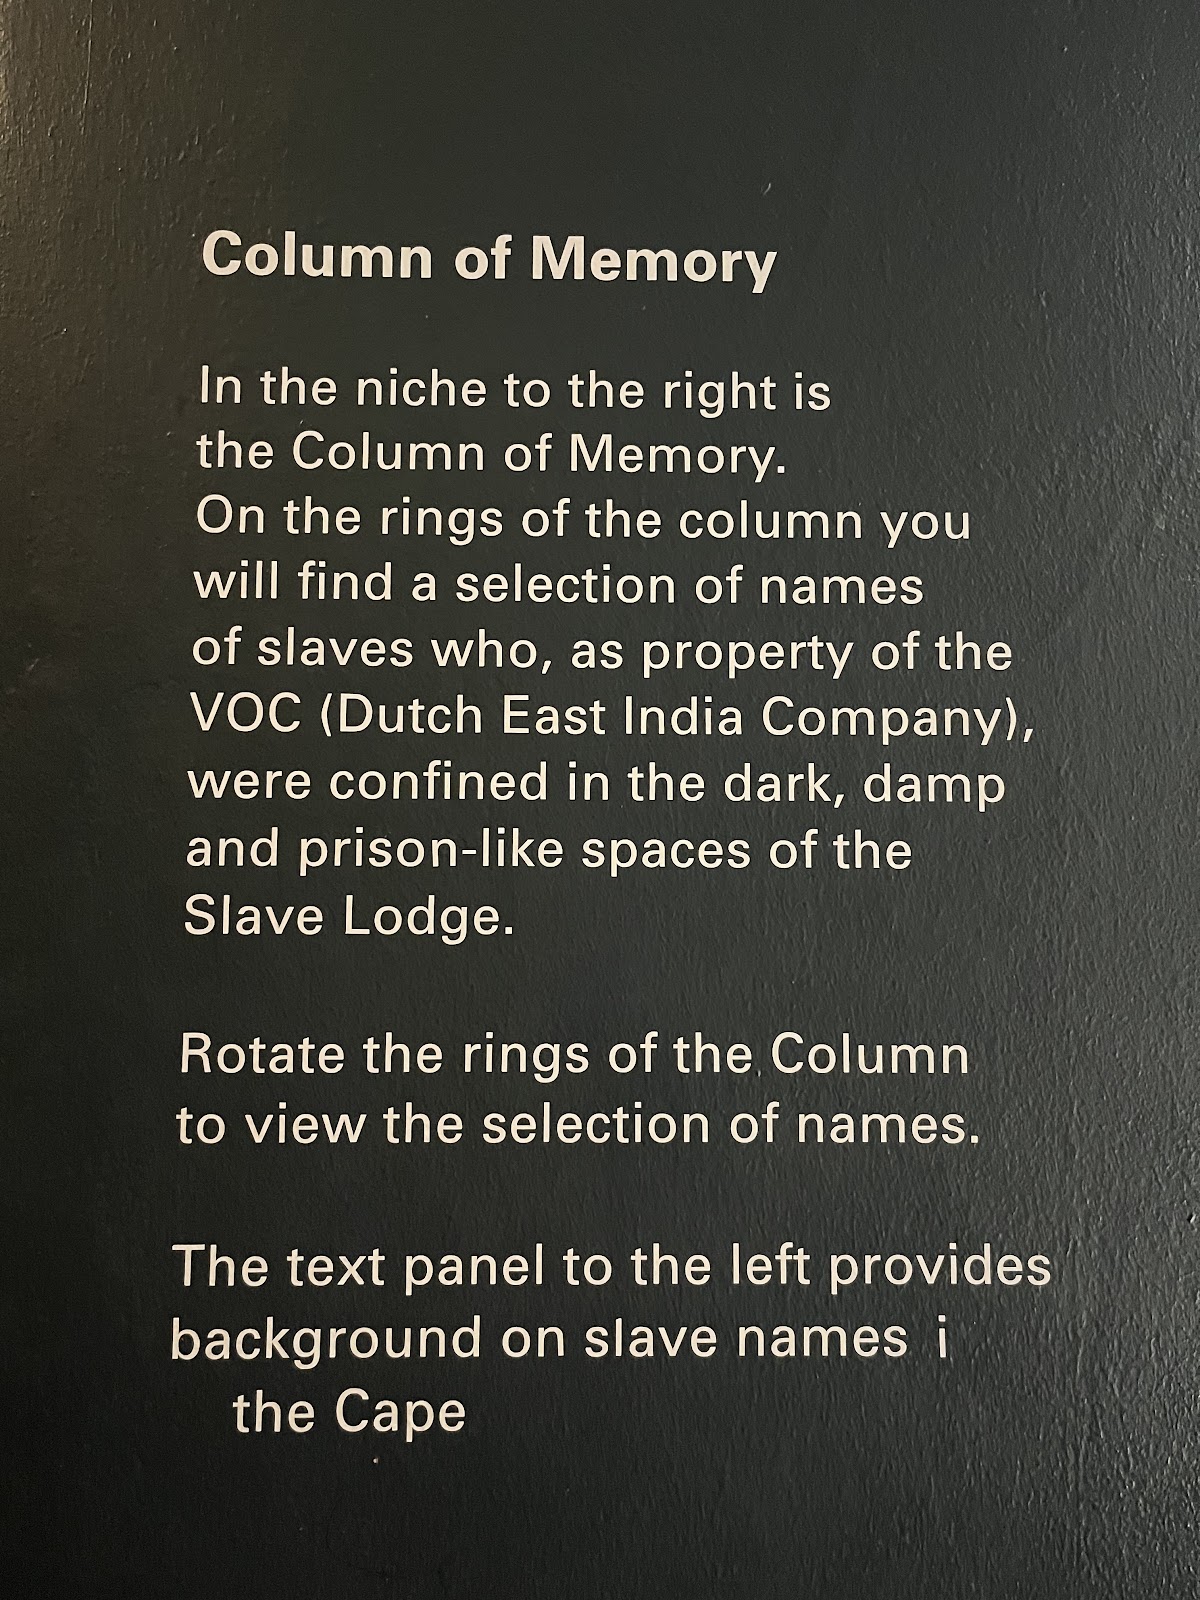 Column of Memory
In the niche to the right is
the Column of Memory.
On the rings of the column you
will find a selection of names
of slaves who, as property of the
VOC (Dutch East India Company),
were confined in the dark, damp
and prison-like spaces of the
Slave Lodge.
Rotate the rings of the Column
to view the selection of names.
The text panel to the left provides
background on slave names i
the Cape